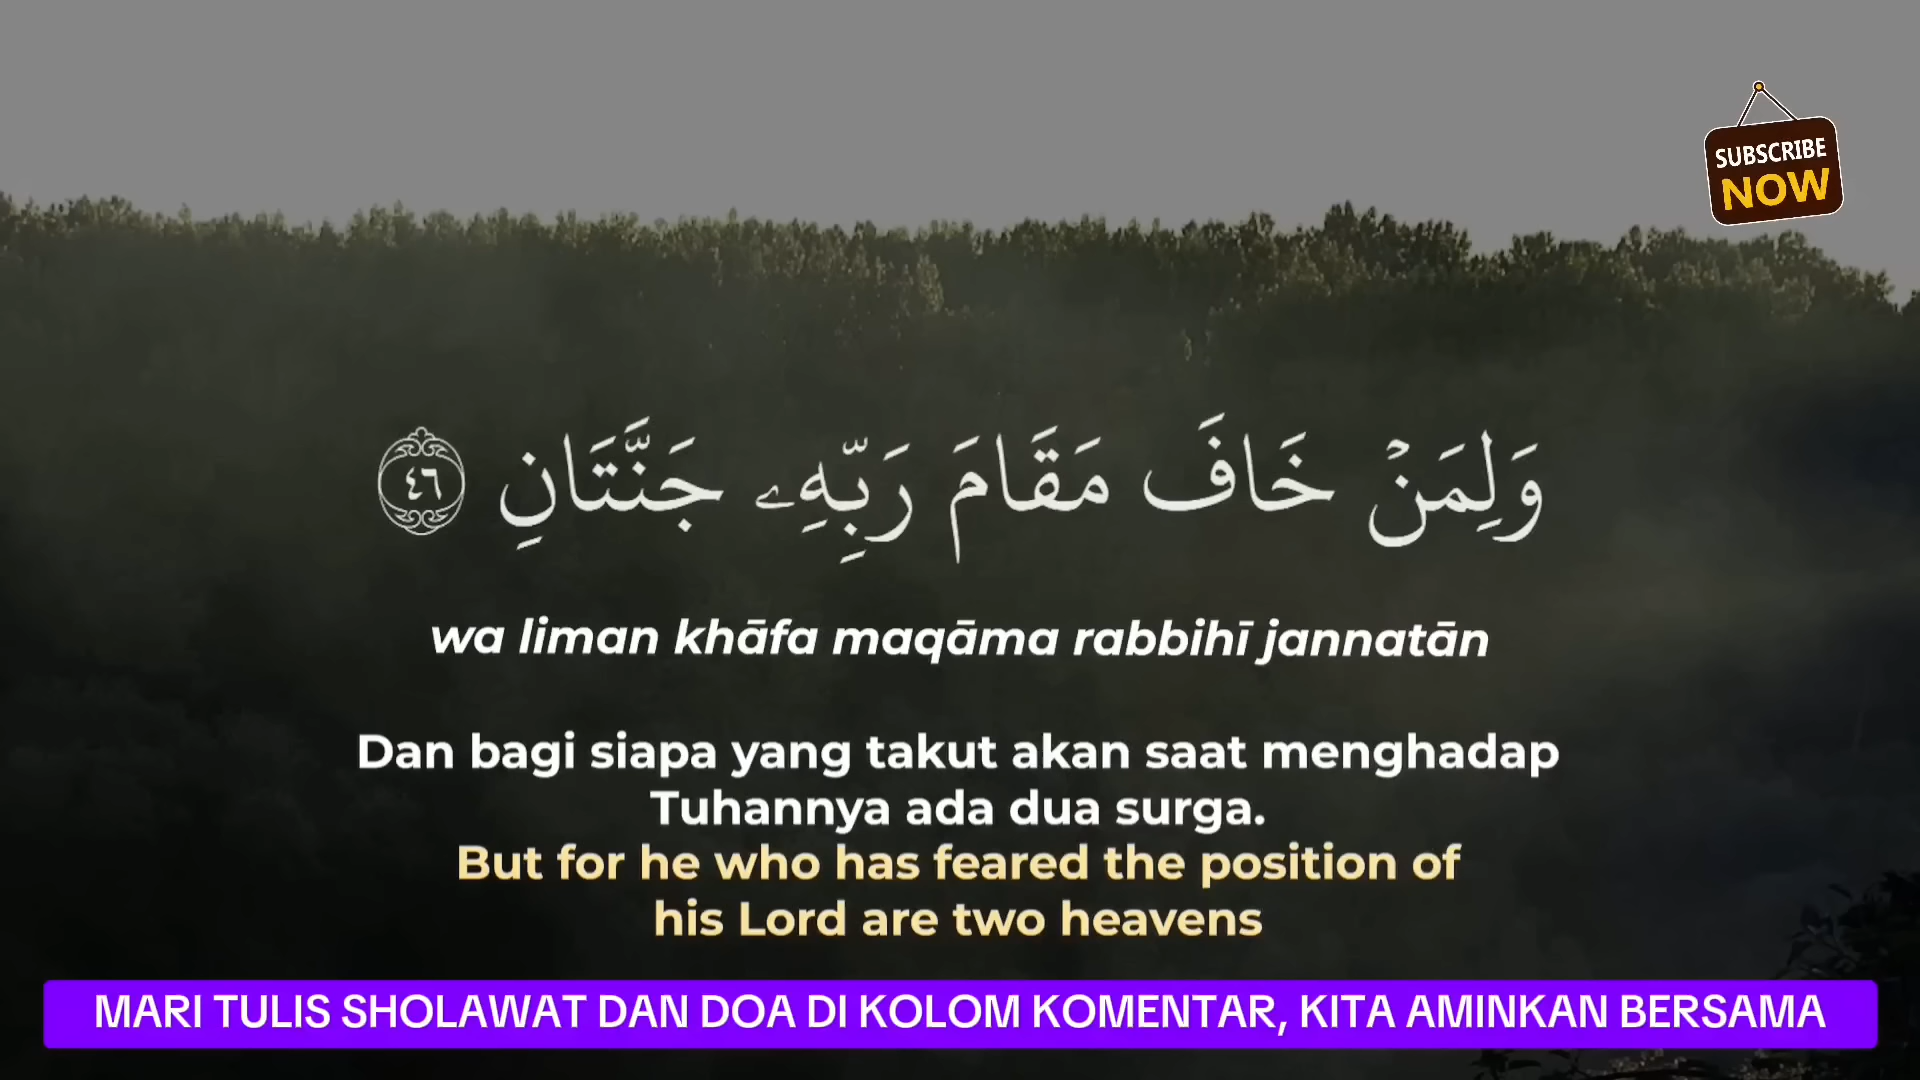 SUBSCRIBE
NOW
وَلِمَنْ خَافَ مَقَامَ رَبِّهِۦ جَنَّتَانِ ٤٦
wa liman khāfa maqāma rabbihī jannatān
Dan bagi siapa yang takut akan saat menghadap
Tuhannya ada dua surga.
But for he who has feared the position of
his Lord are two heavens
MARI TULIS SHOLAWAT DAN DOA DI KOLOM KOMENTAR, KITA AMINKAN BERSAMA